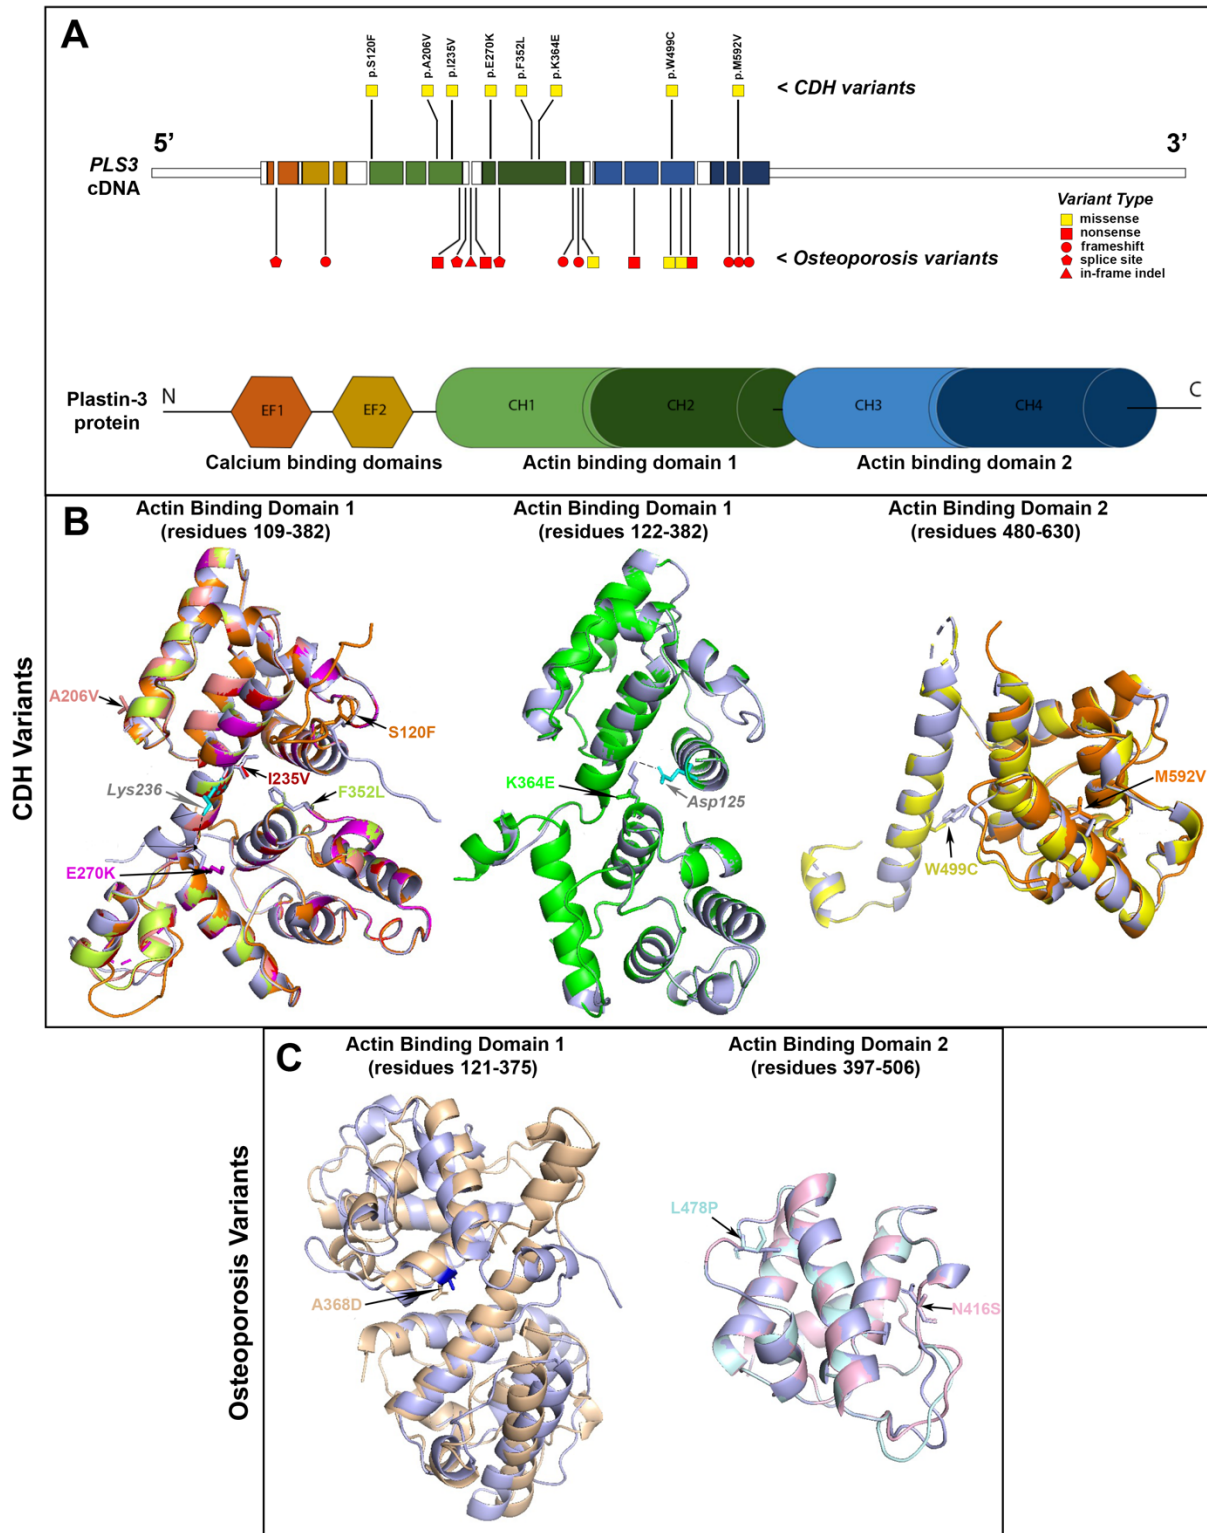 A
p.S120F
p.A206V
p.I235V
p.E270K
p.F352L
p.K364E
p.W499C
p.M592V
< CDH variants
5’
3’
PLS3
cDNA
Variant Type
missense
nonsense
frameshift
splice site
in-frame indel
< Osteoporosis variants
Plastin-3
protein
N
EF1
EF2
CH1
CH2
CH3
CH4
C
Calcium binding domains
Actin binding domain 1
Actin binding domain 2
CDH Variants
B
Actin Binding Domain 1
(residues 109-382)
A206V
S120F
I235V
Lys236
F352L
E270K
Actin Binding Domain 1
(residues 122-382)
K364E
Asp125
Actin Binding Domain 2
(residues 480-630)
M592V
W499C
Osteoporosis Variants
C
Actin Binding Domain 1
(residues 121-375)
A368D
Actin Binding Domain 2
(residues 397-506)
L478P
N416S